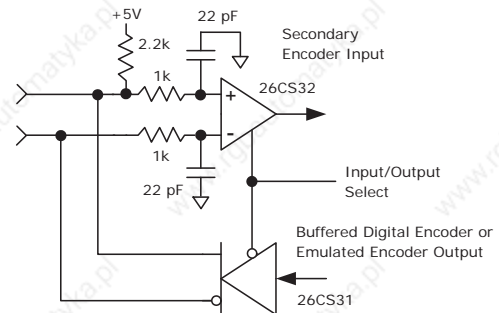 +5V
22 pF
2.2k
Secondary
Encoder Input
1k
26CS32
+
-
1k
Input/Output
Select
22 pF
Buffered Digital Encoder or
Emulated Encoder Output
26CS31